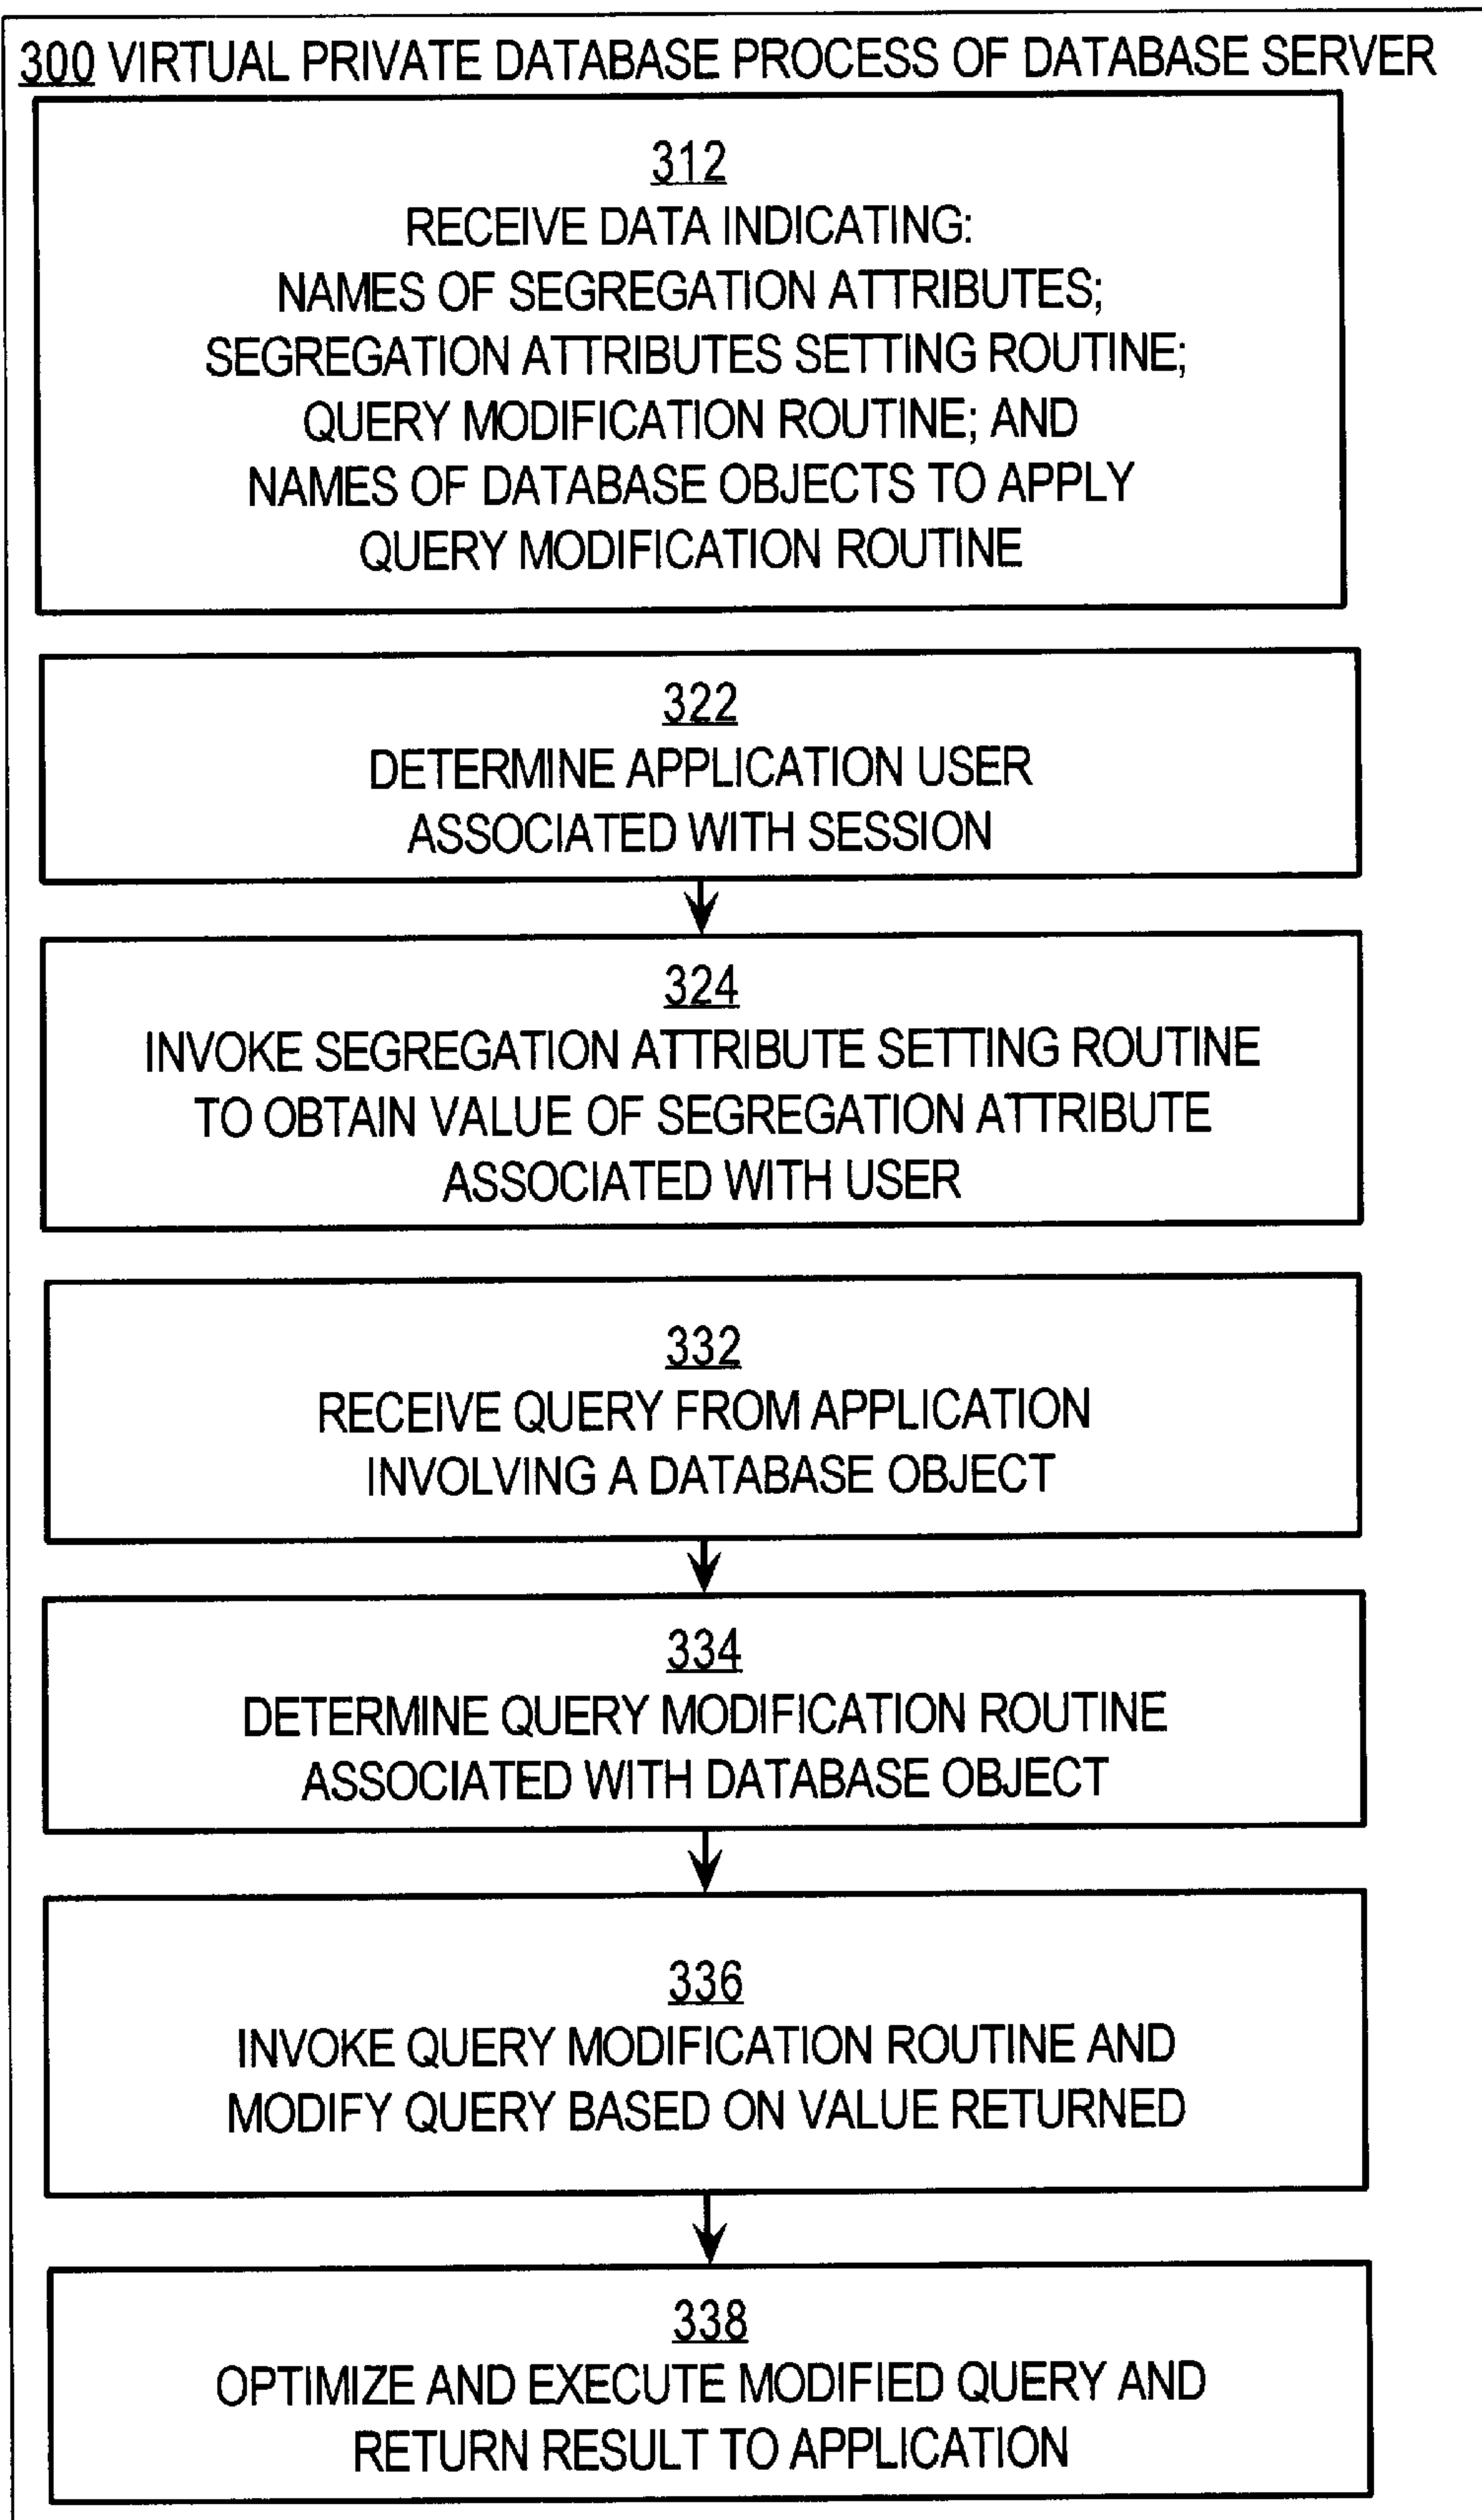 300 VIRTUAL PRIVATE DATABASE PROCESS OF DATABASE SERVER
312
RECEIVE DATA INDICATING:
NAMES OF SEGREGATION ATTRIBUTES;
SEGREGATION ATTRIBUTES SETTING ROUTINE;
QUERY MODIFICATION ROUTINE; AND
NAMES OF DATABASE OBJECTS TO APPLY
QUERY MODIFICATION ROUTINE
322
DETERMINE APPLICATION USER
ASSOCIATED WITH SESSION
324
INVOKE SEGREGATION ATTRIBUTE SETTING ROUTINE
TO OBTAIN VALUE OF SEGREGATION ATTRIBUTE
ASSOCIATED WITH USER
332
RECEIVE QUERY FROM APPLICATION
INVOLVING A DATABASE OBJECT
334
DETERMINE QUERY MODIFICATION ROUTINE
ASSOCIATED WITH DATABASE OBJECT
336
INVOKE QUERY MODIFICATION ROUTINE AND
MODIFY QUERY BASED ON VALUE RETURNED
338
OPTIMIZE AND EXECUTE MODIFIED QUERY AND
RETURN RESULT TO APPLICATION